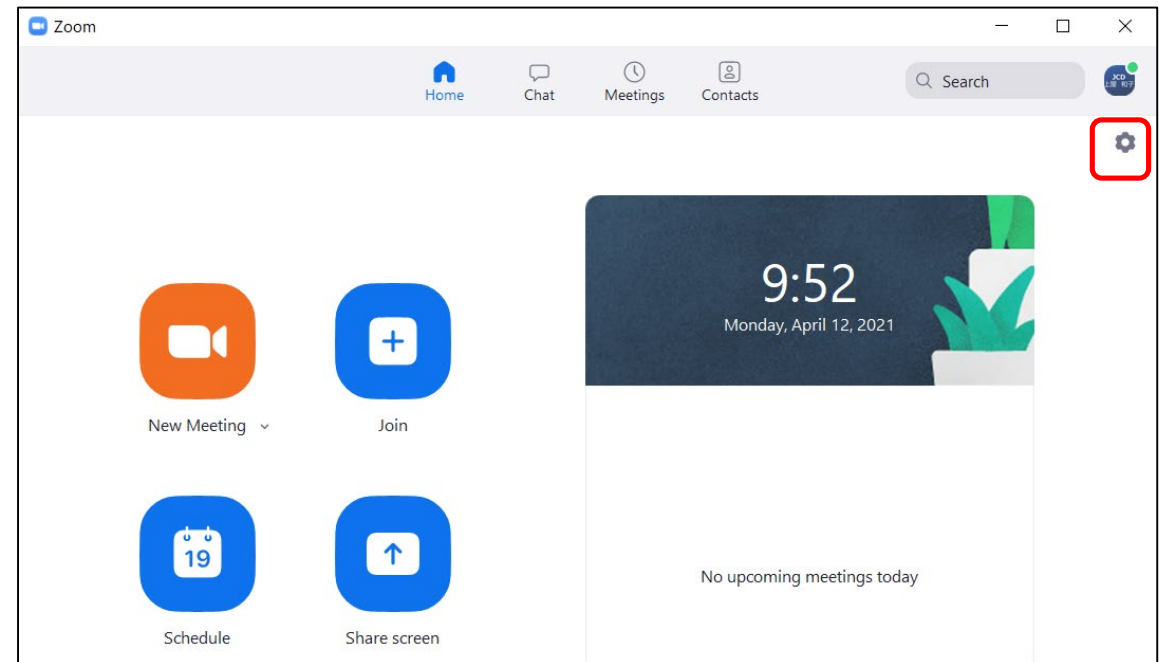 Zoom
Home
Chat
Meetings
Contacts
Search
JCD
9:52
Monday, April 12, 2021
New Meeting
Join
19
Schedule
Share screen
No upcoming meetings today